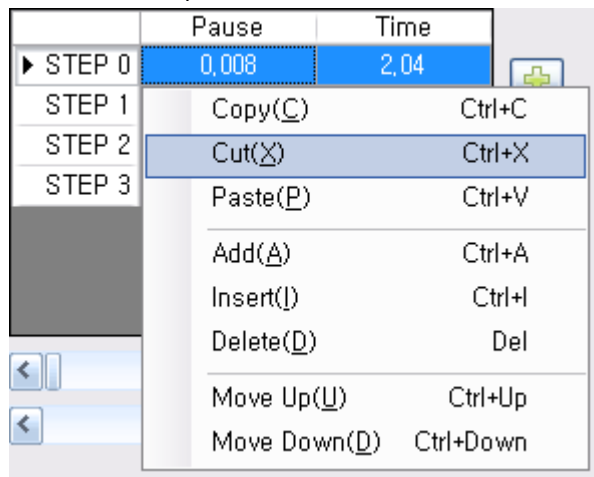 Pause Time
STEP 0 0,008 2,04
STEP 1
STEP 2
STEP 3
Copy(C) Ctrl+C
Cut(X) Ctrl+X
Paste(P) Ctrl+V
Add(A) Ctrl+A
Insert(I) Ctrl+I
Delete(D) Del
Move Up(U) Ctrl+Up
Move Down(D) Ctrl+Down